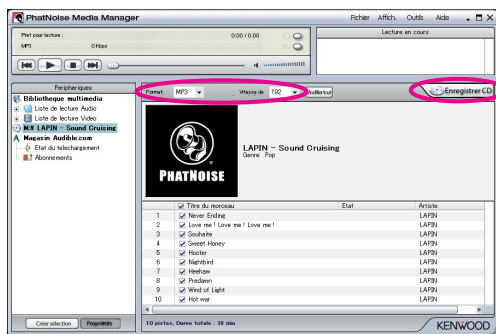 PhatNoise Media Manager
Fichier Affich. Outils Aide
Pret pour lecture: 0:00 / 0:00
MP3 0 Kbps
Lecture en cours
Peripheriques
Bibliotheque multimedia
Liste de lecture Audio
Liste de lecture Video
M:¥ LAPIN - Sound Cruising
Magasin Audible.com
Etat du telechargement
Abonnements
Format: MP3 Vitesse de 192 Modifier tout
Enregistrer CD
PHATNOISE
LAPIN - Sound Cruising
Genre: Pop
Titre du morceau Etat Artiste
1 Never Ending LAPIN
2 Love me ! Love me ! Love me ! LAPIN
3 Souhaite LAPIN
4 Sweet Honey LAPIN
5 Hooter LAPIN
6 Nightbird LAPIN
7 Heehaw LAPIN
8 Predawn LAPIN
9 Wind of Light LAPIN
10 Hot war LAPIN
Créer sélection Propriétés
10 pistes, Duree totale : 38 min
KENWOOD